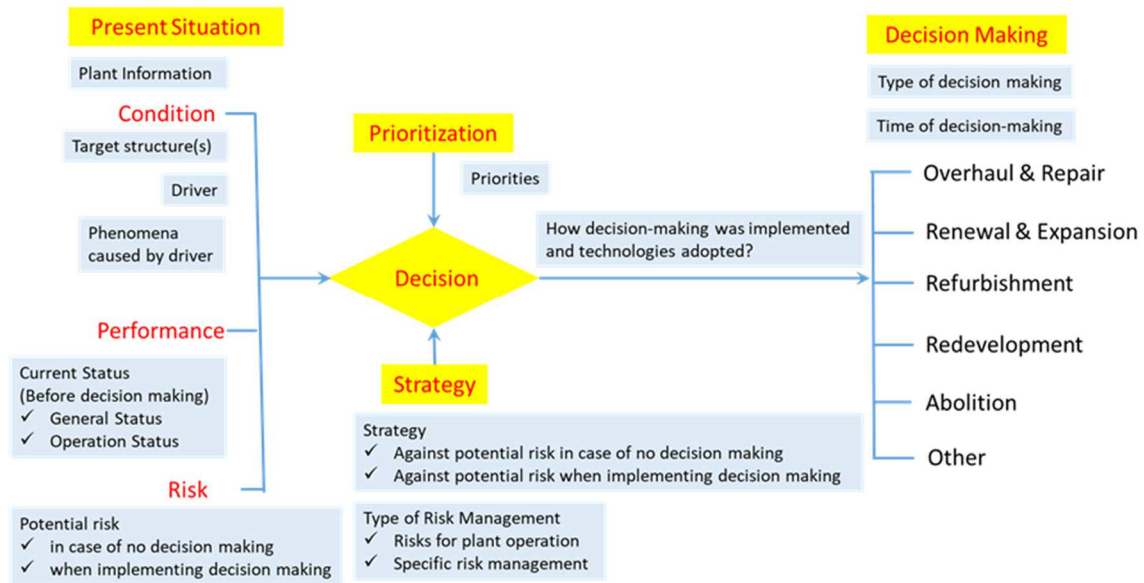 Present Situation
Plant Information
Condition
Target structure(s)
Driver
Phenomena
caused by driver
Performance
Current Status
(Before decision making)
✓ General Status
✓ Operation Status
Risk
Potential risk
✓ in case of no decision making
✓ when implementing decision making
Prioritization
Priorities
Decision
Strategy
Strategy
✓ Against potential risk in case of no decision making
✓ Against potential risk when implementing decision making
Type of Risk Management
✓ Risks for plant operation
✓ Specific risk management
How decision-making was implemented
and technologies adopted?
Decision Making
Type of decision making
Time of decision-making
Overhaul & Repair
Renewal & Expansion
Refurbishment
Redevelopment
Abolition
Other